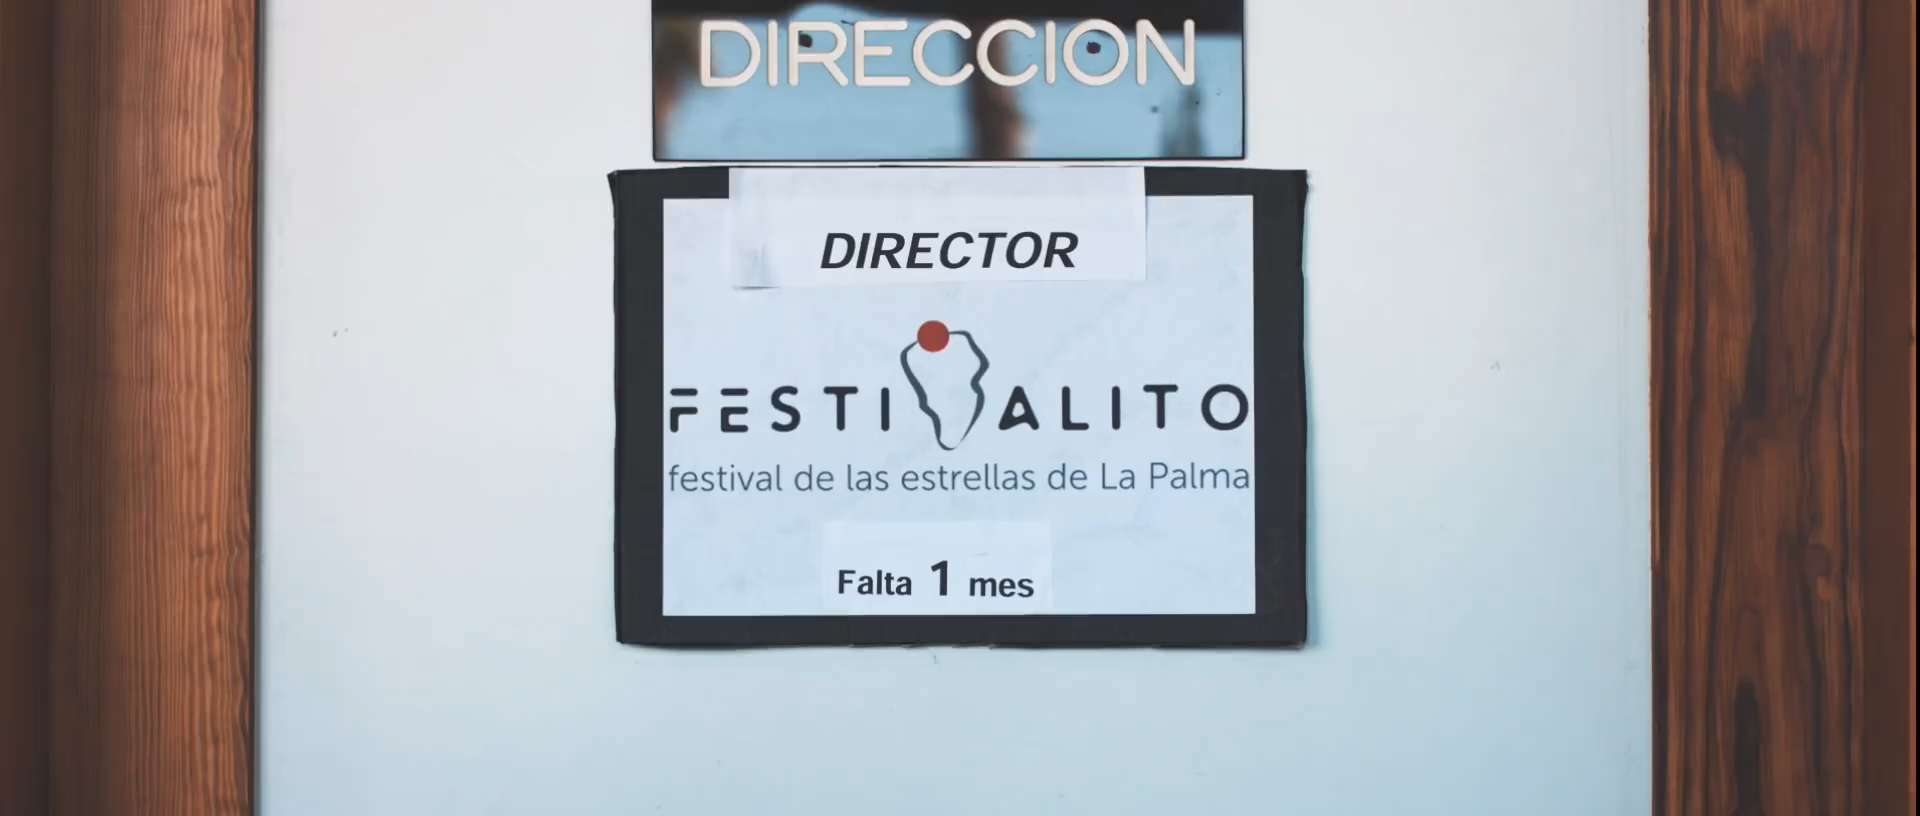 DIRECCION
DIRECTOR
FESTIVALITO
festival de las estrellas de La Palma
Falta 1 mes